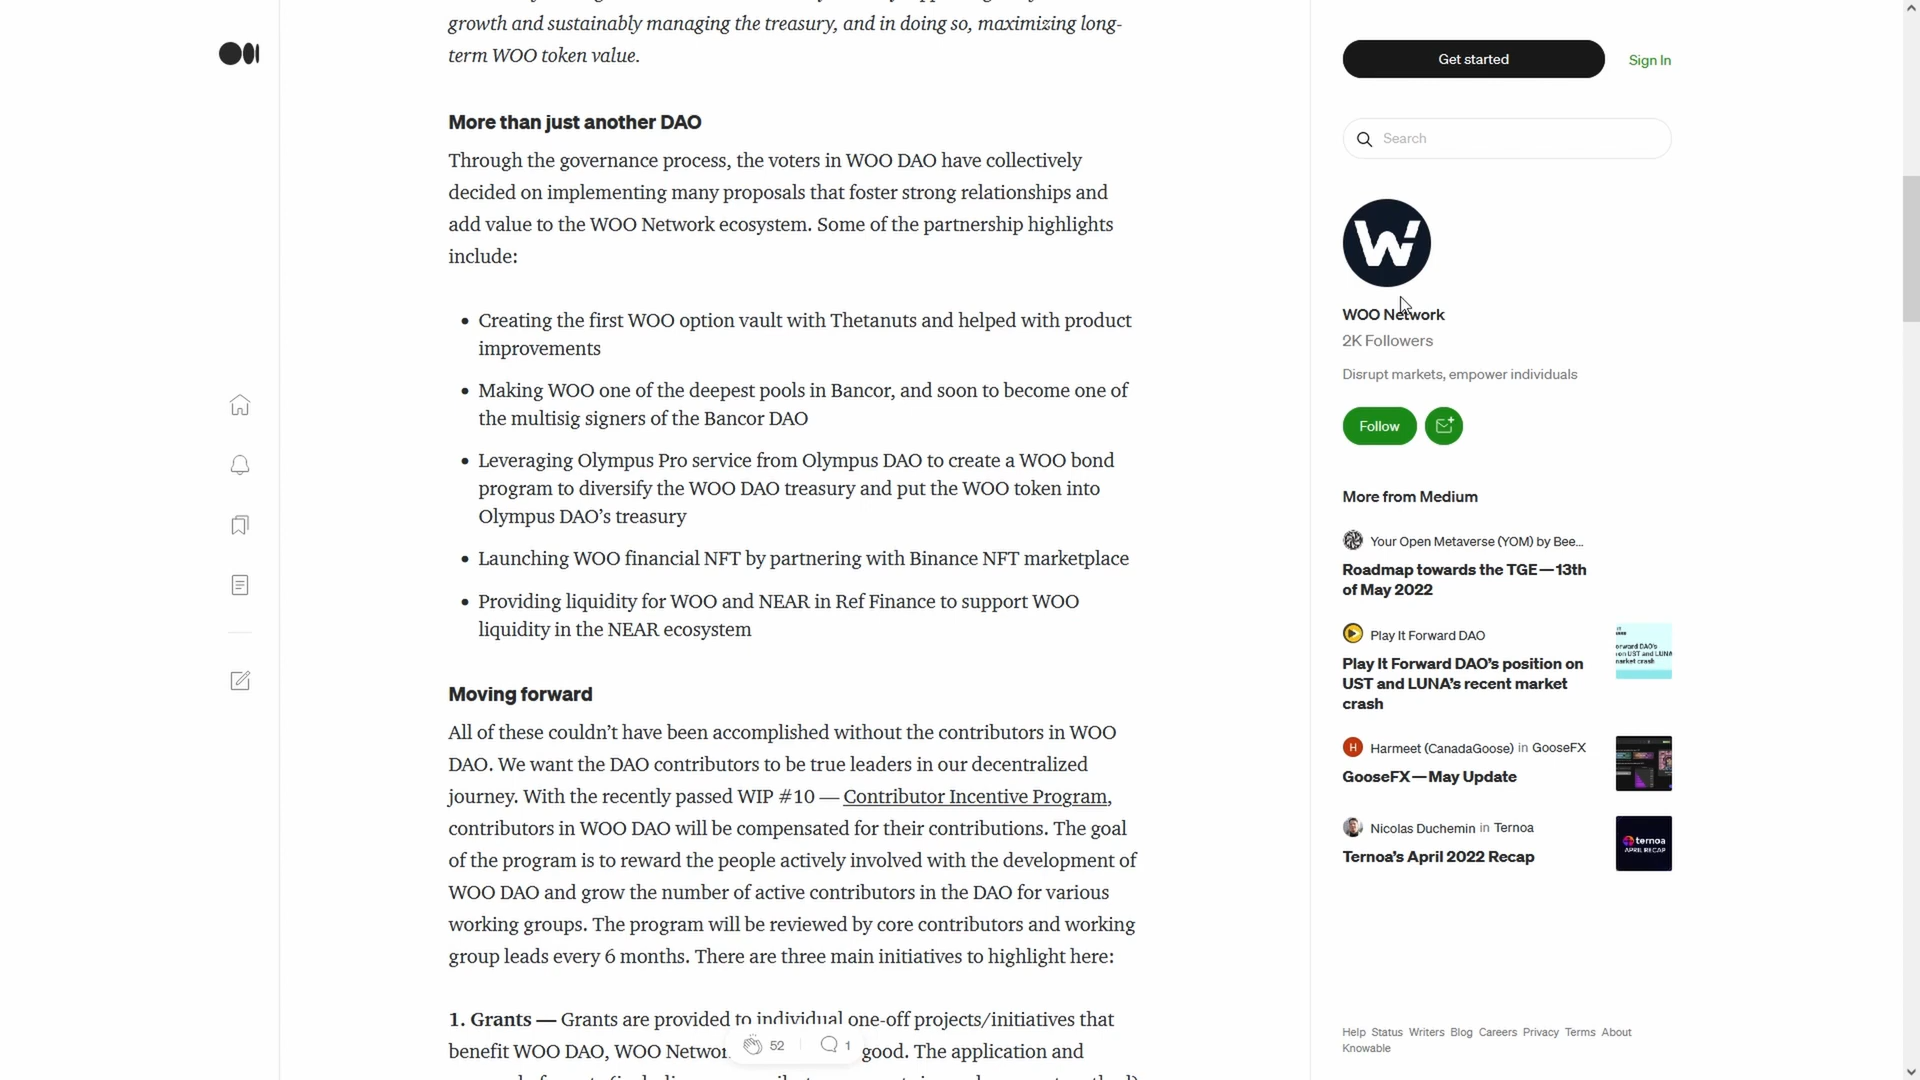 growth and sustainably managing the treasury, and in doing so, maximizing long-
term WOO token value.
More than just another DAO
Through the governance process, the voters in WOO DAO have collectively
decided on implementing many proposals that foster strong relationships and
add value to the WOO Network ecosystem. Some of the partnership highlights
include:
• Creating the first WOO option vault with Thetanuts and helped with product
improvements
• Making WOO one of the deepest pools in Bancor, and soon to become one of
the multisig signers of the Bancor DAO
• Leveraging Olympus Pro service from Olympus DAO to create a WOO bond
program to diversify the WOO DAO treasury and put the WOO token into
Olympus DAO’s treasury
• Launching WOO financial NFT by partnering with Binance NFT marketplace
• Providing liquidity for WOO and NEAR in Ref Finance to support WOO
liquidity in the NEAR ecosystem
Moving forward
All of these couldn’t have been accomplished without the contributors in WOO
DAO. We want the DAO contributors to be true leaders in our decentralized
journey. With the recently passed WIP #10 — Contributor Incentive Program,
contributors in WOO DAO will be compensated for their contributions. The goal
of the program is to reward the people actively involved with the development of
WOO DAO and grow the number of active contributors in the DAO for various
working groups. The program will be reviewed by core contributors and working
group leads every 6 months. There are three main initiatives to highlight here:
1. Grants — Grants are provided to individual one-off projects/initiatives that
benefit WOO DAO, WOO good. The application and
52
1
Get started
Sign In
Search
W
WOO Network
2K Followers
Disrupt markets, empower individuals
Follow
More from Medium
Your Open Metaverse (YOM) by Bee...
Roadmap towards the TGE — 13th
of May 2022
Play It Forward DAO
Play It Forward DAO’s position on
UST and LUNA’s recent market
crash
H Harmeet (CanadaGoose) in GooseFX
GooseFX — May Update
Nicolas Duchemin in Ternoa
Ternoa’s April 2022 Recap
ternoa
APRIL RECAP
Help Status Writers Blog Careers Privacy Terms About
Knowable